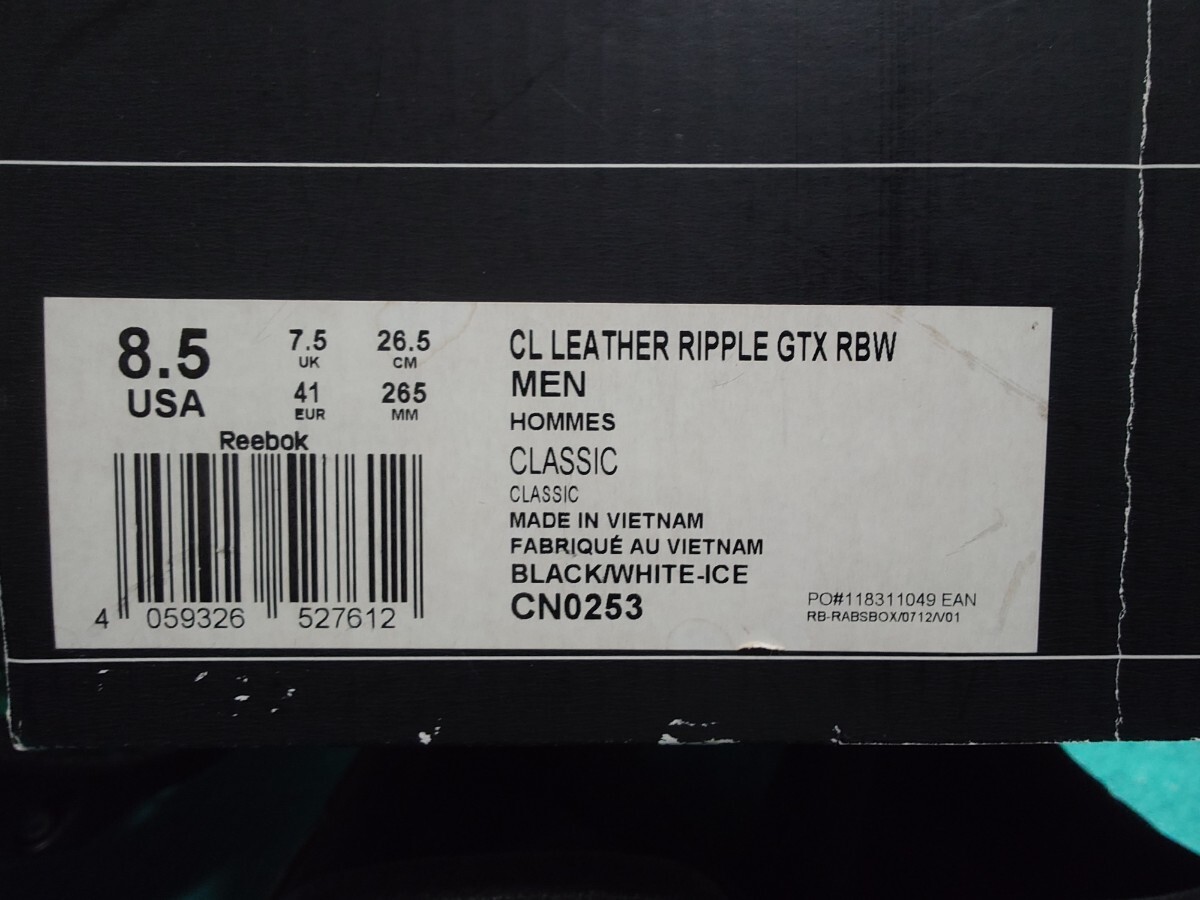 8.5
USA
7.5
UK
41
EUR
26.5
CM
265
MM
Reebok
4 059326 527612
CL LEATHER RIPPLE GTX RBW
MEN
HOMMES
CLASSIC
CLASSIC
MADE IN VIETNAM
FABRIQUÉ AU VIETNAM
BLACK/WHITE-ICE
CN0253
PO#118311049 EAN
RB-RABSBOX/0712/V01